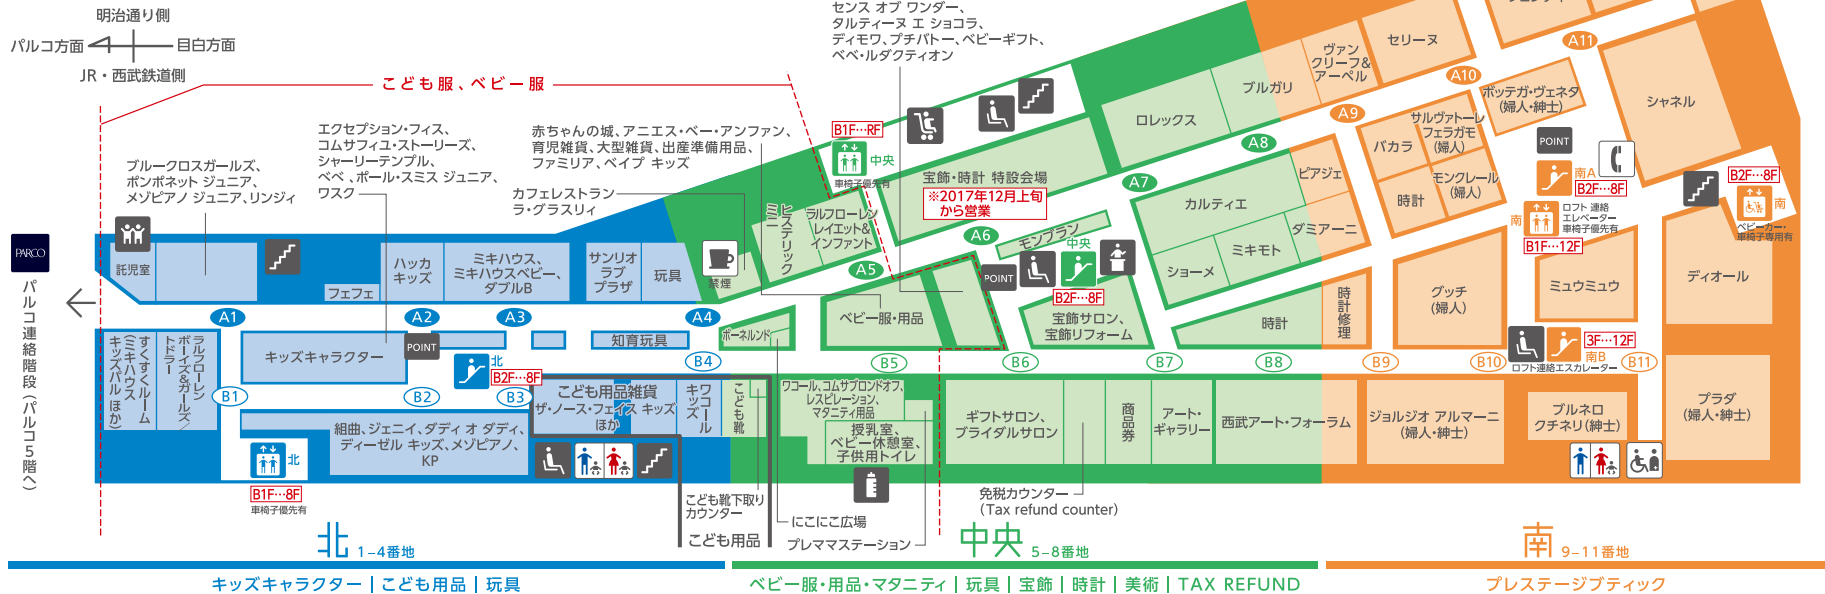 明治通り側
パルコ方面
目白方面
JR・西武鉄道側
こども服、ベビー服
センス オブ ワンダー、
タルティーヌ エ ショコラ、
ディモワ、プチバトー、ベビーギフト、
ベベ・ルダクティオン
エクセプション・フィス、
コムサフィユ・ストーリーズ、
シャーリーテンプル、
ベベ、ポール・スミス ジュニア、
ワスク
ブルークロスガールズ、
ポンポネット ジュニア、
メゾピアノ ジュニア、リンジィ
赤ちゃんの城、アニエス・ベー・アンファン、
育児雑貨、大型雑貨、出産準備用品、
ファミリア、ベイプ キッズ
カフェレストラン
ラ・グラスリィ
B1F…RF
中央
車椅子優先有
宝飾・時計 特設会場
※2017年12月上旬
から営業
ロレックス
ブルガリ
ヴァン
クリーフ&
アーペル
セリーヌ
A11
A10
A9
A8
A7
A6
A5
ボッテガ・ヴェネタ
(婦人・紳士)
シャネル
サルヴァトーレ
フェラガモ
(婦人)
バカラ
モンクレール
(婦人)
時計
POINT
南A
B2F…8F
南
ロフト 連絡
エレベーター
車椅子優先有
B1F…12F
B2F…8F
南
ベビーカー・
車椅子専用有
ピアジェ
カルティエ
ダミアーニ
ミキモト
ショーメ
モンブラン
中央
POINT
B2F…8F
ヒステリック
ミニ
ラルフローレン
レイエット&
インファント
禁煙
PARCO
パルコ連絡階段(パルコ5階へ)
託児室
フェフェ
ハッカ
キッズ
ミキハウス、
ミキハウスベビー、
ダブルB
サンリオ
ラブ
プラザ
玩具
A1
A2
A3
A4
ベビー服・用品
宝飾サロン、
宝飾リフォーム
時計
時計修理
グッチ
(婦人)
ミュウミュウ
ディオール
すくすくルーム
(ミキハウス
キッズパル ほか)
ラルフローレン
ボーイズ&ガールズ/
トドラー
キッズキャラクター
POINT
知育玩具
ボーネルンド
北
B2F…8F
B1
B2
B3
B4
B5
B6
B7
B8
B9
B10
B11
3F…12F
南B
ロフト連絡エスカレーター
こども用品雑貨
ザ・ノース・フェイス キッズ
ほか
ワコール
キッズ
こども靴
ワコール、コムサブロンドオフ、
レスピレーション、
マタニティ用品
授乳室、
ベビー休憩室、
子供用トイレ
ギフトサロン、
ブライダルサロン
商品券
アート・
ギャラリー
西武アート・フォーラム
ジョルジオ アルマーニ
(婦人・紳士)
ブルネロ
クチネリ(紳士)
プラダ
(婦人・紳士)
組曲、ジェニイ、ダディ オ ダディ、
ディーゼル キッズ、メゾピアノ、
KP
北
B1F…8F
車椅子優先有
こども靴下取り
カウンター
こども用品
にこにこ広場
プレママステーション
免税カウンター
(Tax refund counter)
北 1–4番地
中央 5–8番地
南 9–11番地
キッズキャラクター | こども用品 | 玩具
ベビー服・用品・マタニティ | 玩具 | 宝飾 | 時計 | 美術 | TAX REFUND
プレステージブティック